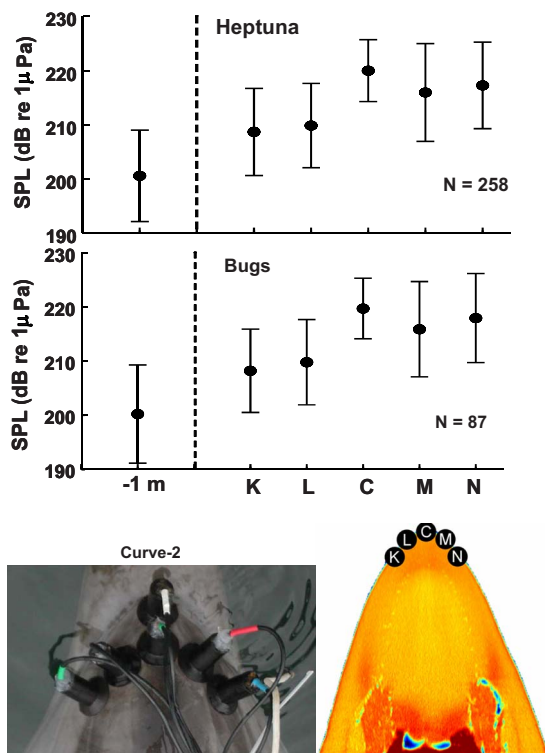 Heptuna
SPL (dB re 1µ Pa)
230
220
210
200
190
N = 258
Bugs
SPL (dB re 1µ Pa)
230
220
210
200
190
N = 87
-1 m K L C M N
Curve-2
K L C M N